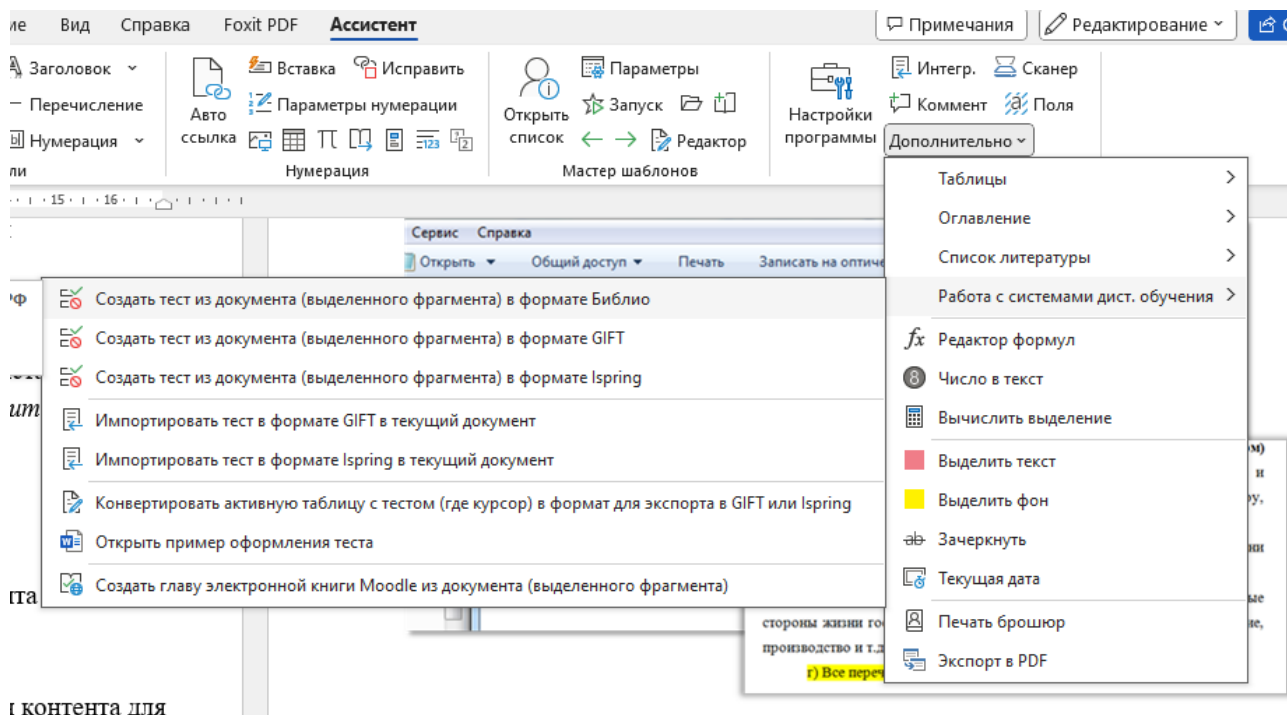 Вид Справка Foxit PDF Ассистент Примечания Редактирование
Заголовок
Перечисление
Нумерация
Авто
ссылка
Вставка Исправить
Параметры нумерации
Нумерация
Открыть
список
Параметры
Запуск
Редактор
Мастер шаблонов
Настройки
программы
Интегр. Сканер
Коммент Поля
Дополнительно
15 16
Сервис Справка
Открыть Общий доступ Печать
Таблицы
Оглавление
Список литературы
Работа с системами дист. обучения
Редактор формул
Число в текст
Вычислить выделение
Выделить текст
Выделить фон
Зачеркнуть
Текущая дата
Печать брошюр
Экспорт в PDF
Создать тест из документа (выделенного фрагмента) в формате Библио
Создать тест из документа (выделенного фрагмента) в формате GIFT
Создать тест из документа (выделенного фрагмента) в формате Ispring
Импортировать тест в формате GIFT в текущий документ
Импортировать тест в формате Ispring в текущий документ
Конвертировать активную таблицу с тестом (где курсор) в формат для экспорта в GIFT или Ispring
Открыть пример оформления теста
Создать главу электронной книги Moodle из документа (выделенного фрагмента)
стороны жизни
производство и т.д
г) Все
контента для